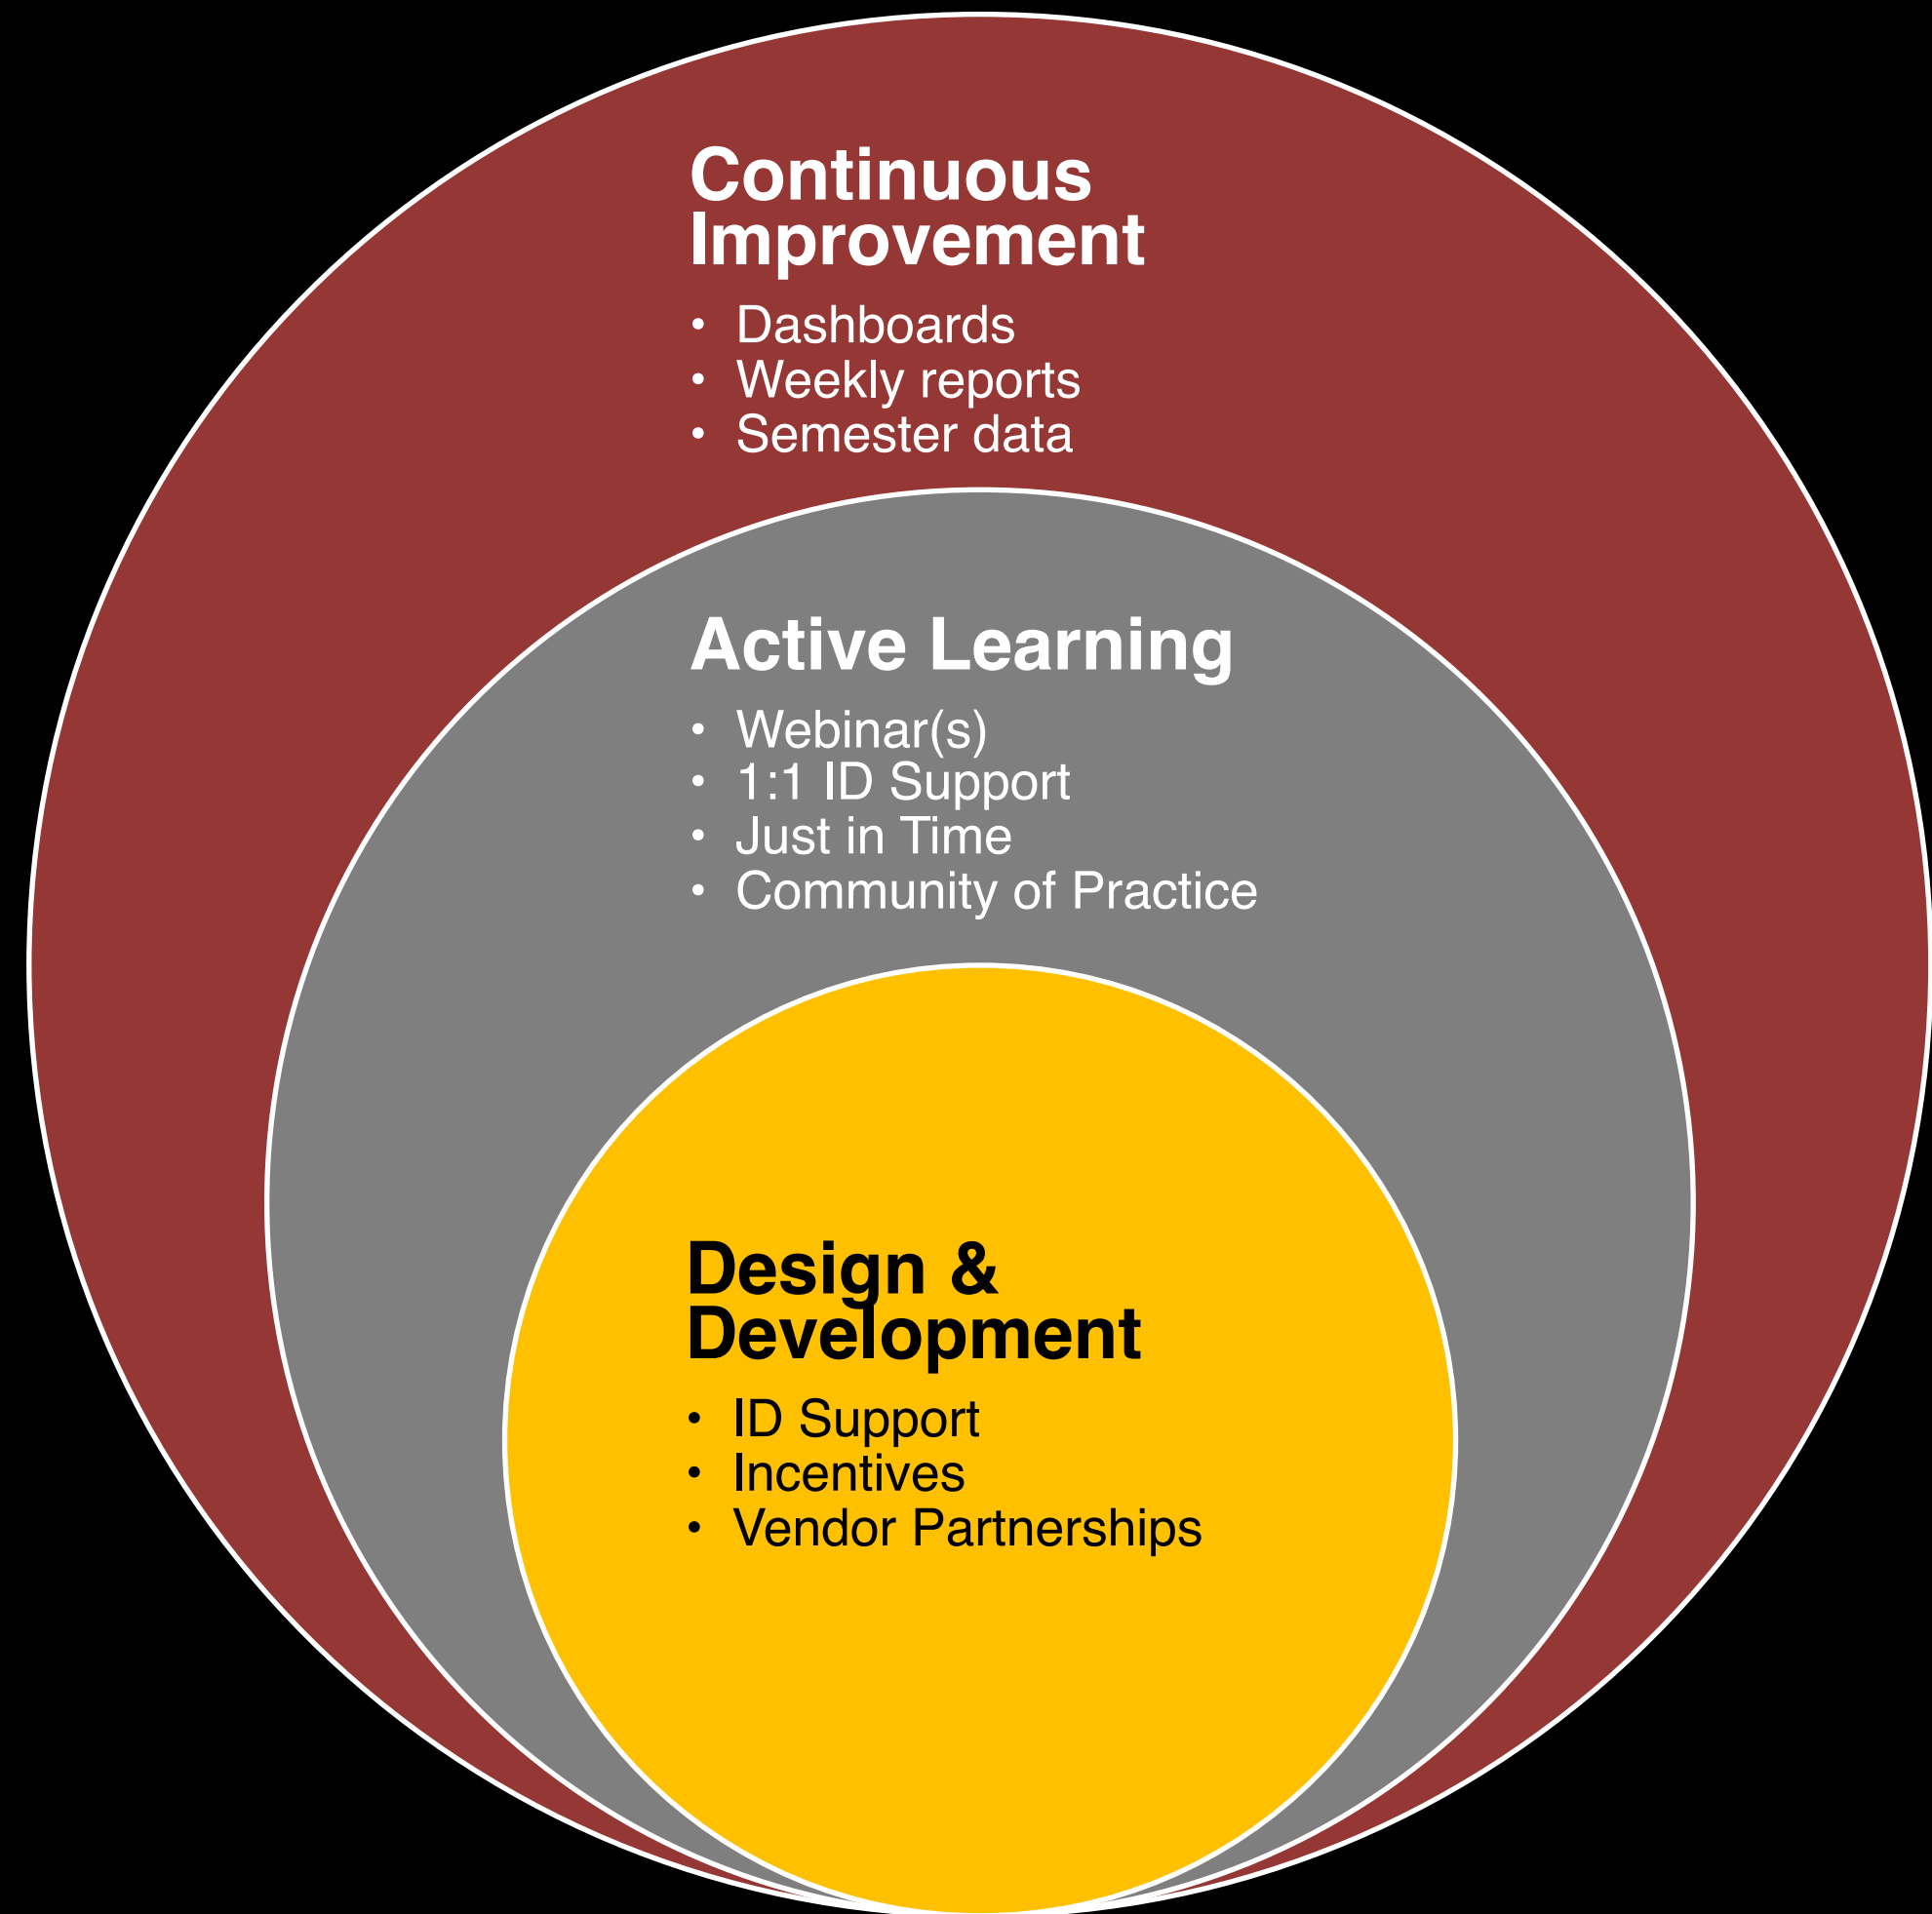 Continuous
Improvement
• Dashboards
• Weekly reports
• Semester data
Active Learning
• Webinar(s)
• 1:1 ID Support
• Just in Time
• Community of Practice
Design &
Development
• ID Support
• Incentives
• Vendor Partnerships